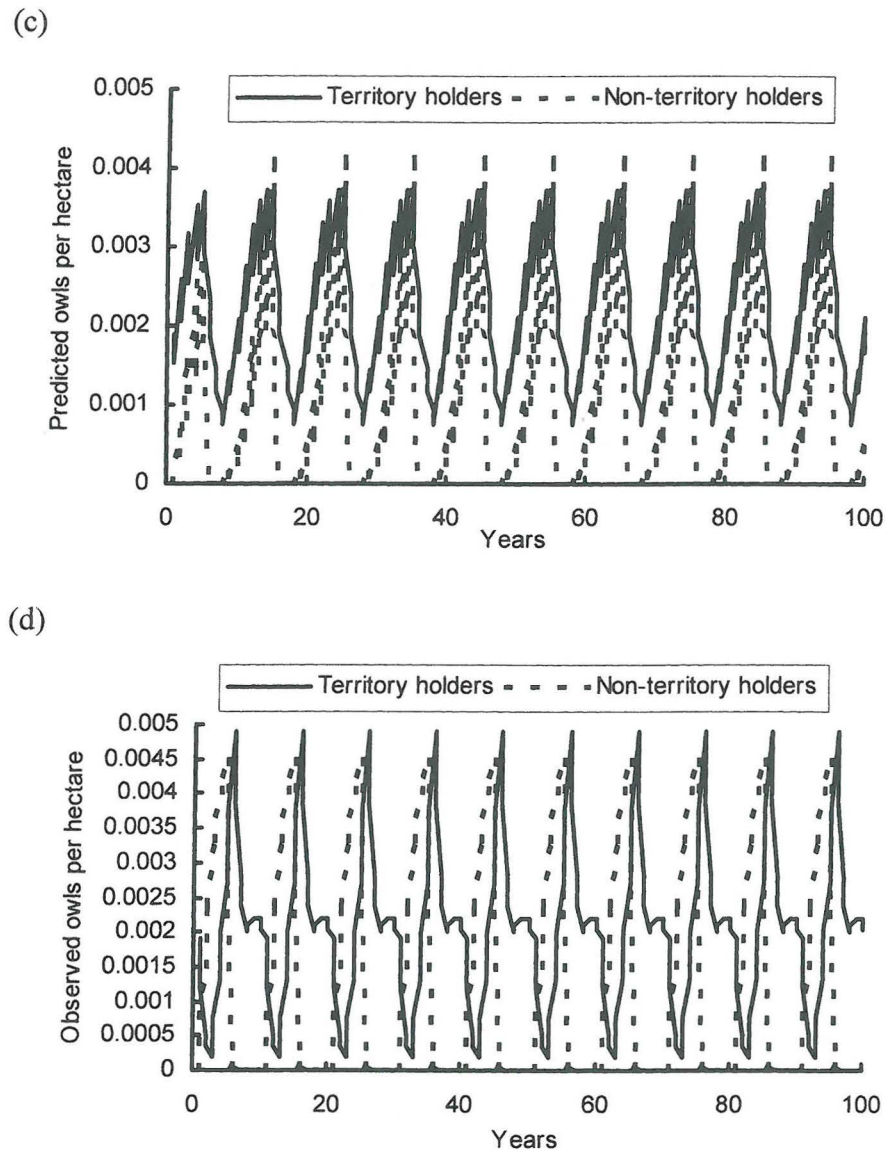 (c)
Territory holders Non-territory holders
Predicted owls per hectare
0.005
0.004
0.003
0.002
0.001
0
0 20 40 60 80 100
Years
(d)
Territory holders Non-territory holders
Observed owls per hectare
0.005
0.0045
0.004
0.0035
0.003
0.0025
0.002
0.0015
0.001
0.0005
0
0 20 40 60 80 100
Years